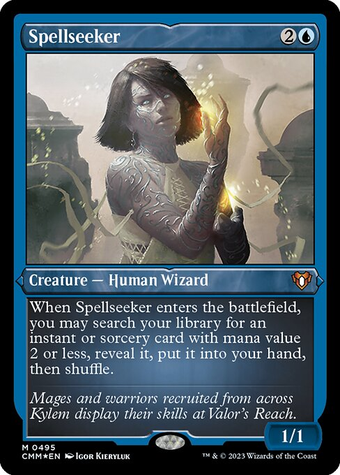 Spellseeker 2
Creature — Human Wizard
When Spellseeker enters the battlefield,
you may search your library for an
instant or sorcery card with mana value
2 or less, reveal it, put it into your hand,
then shuffle.
Mages and warriors recruited from across
Kylem display their skills at Valor's Reach.
1/1
M 0495
CMM★EN Igor Kieryluk ™ & © 2023 Wizards of the Coast